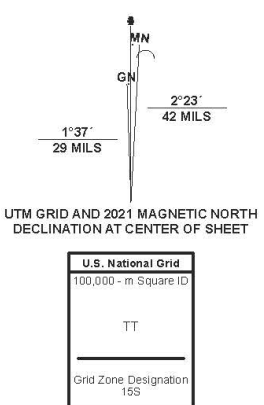 MN
GN
2°23´
42 MILS
1°37´
29 MILS
UTM GRID AND 2021 MAGNETIC NORTH
DECLINATION AT CENTER OF SHEET
U.S. National Grid
100,000 - m Square ID
TT
Grid Zone Designation
15S